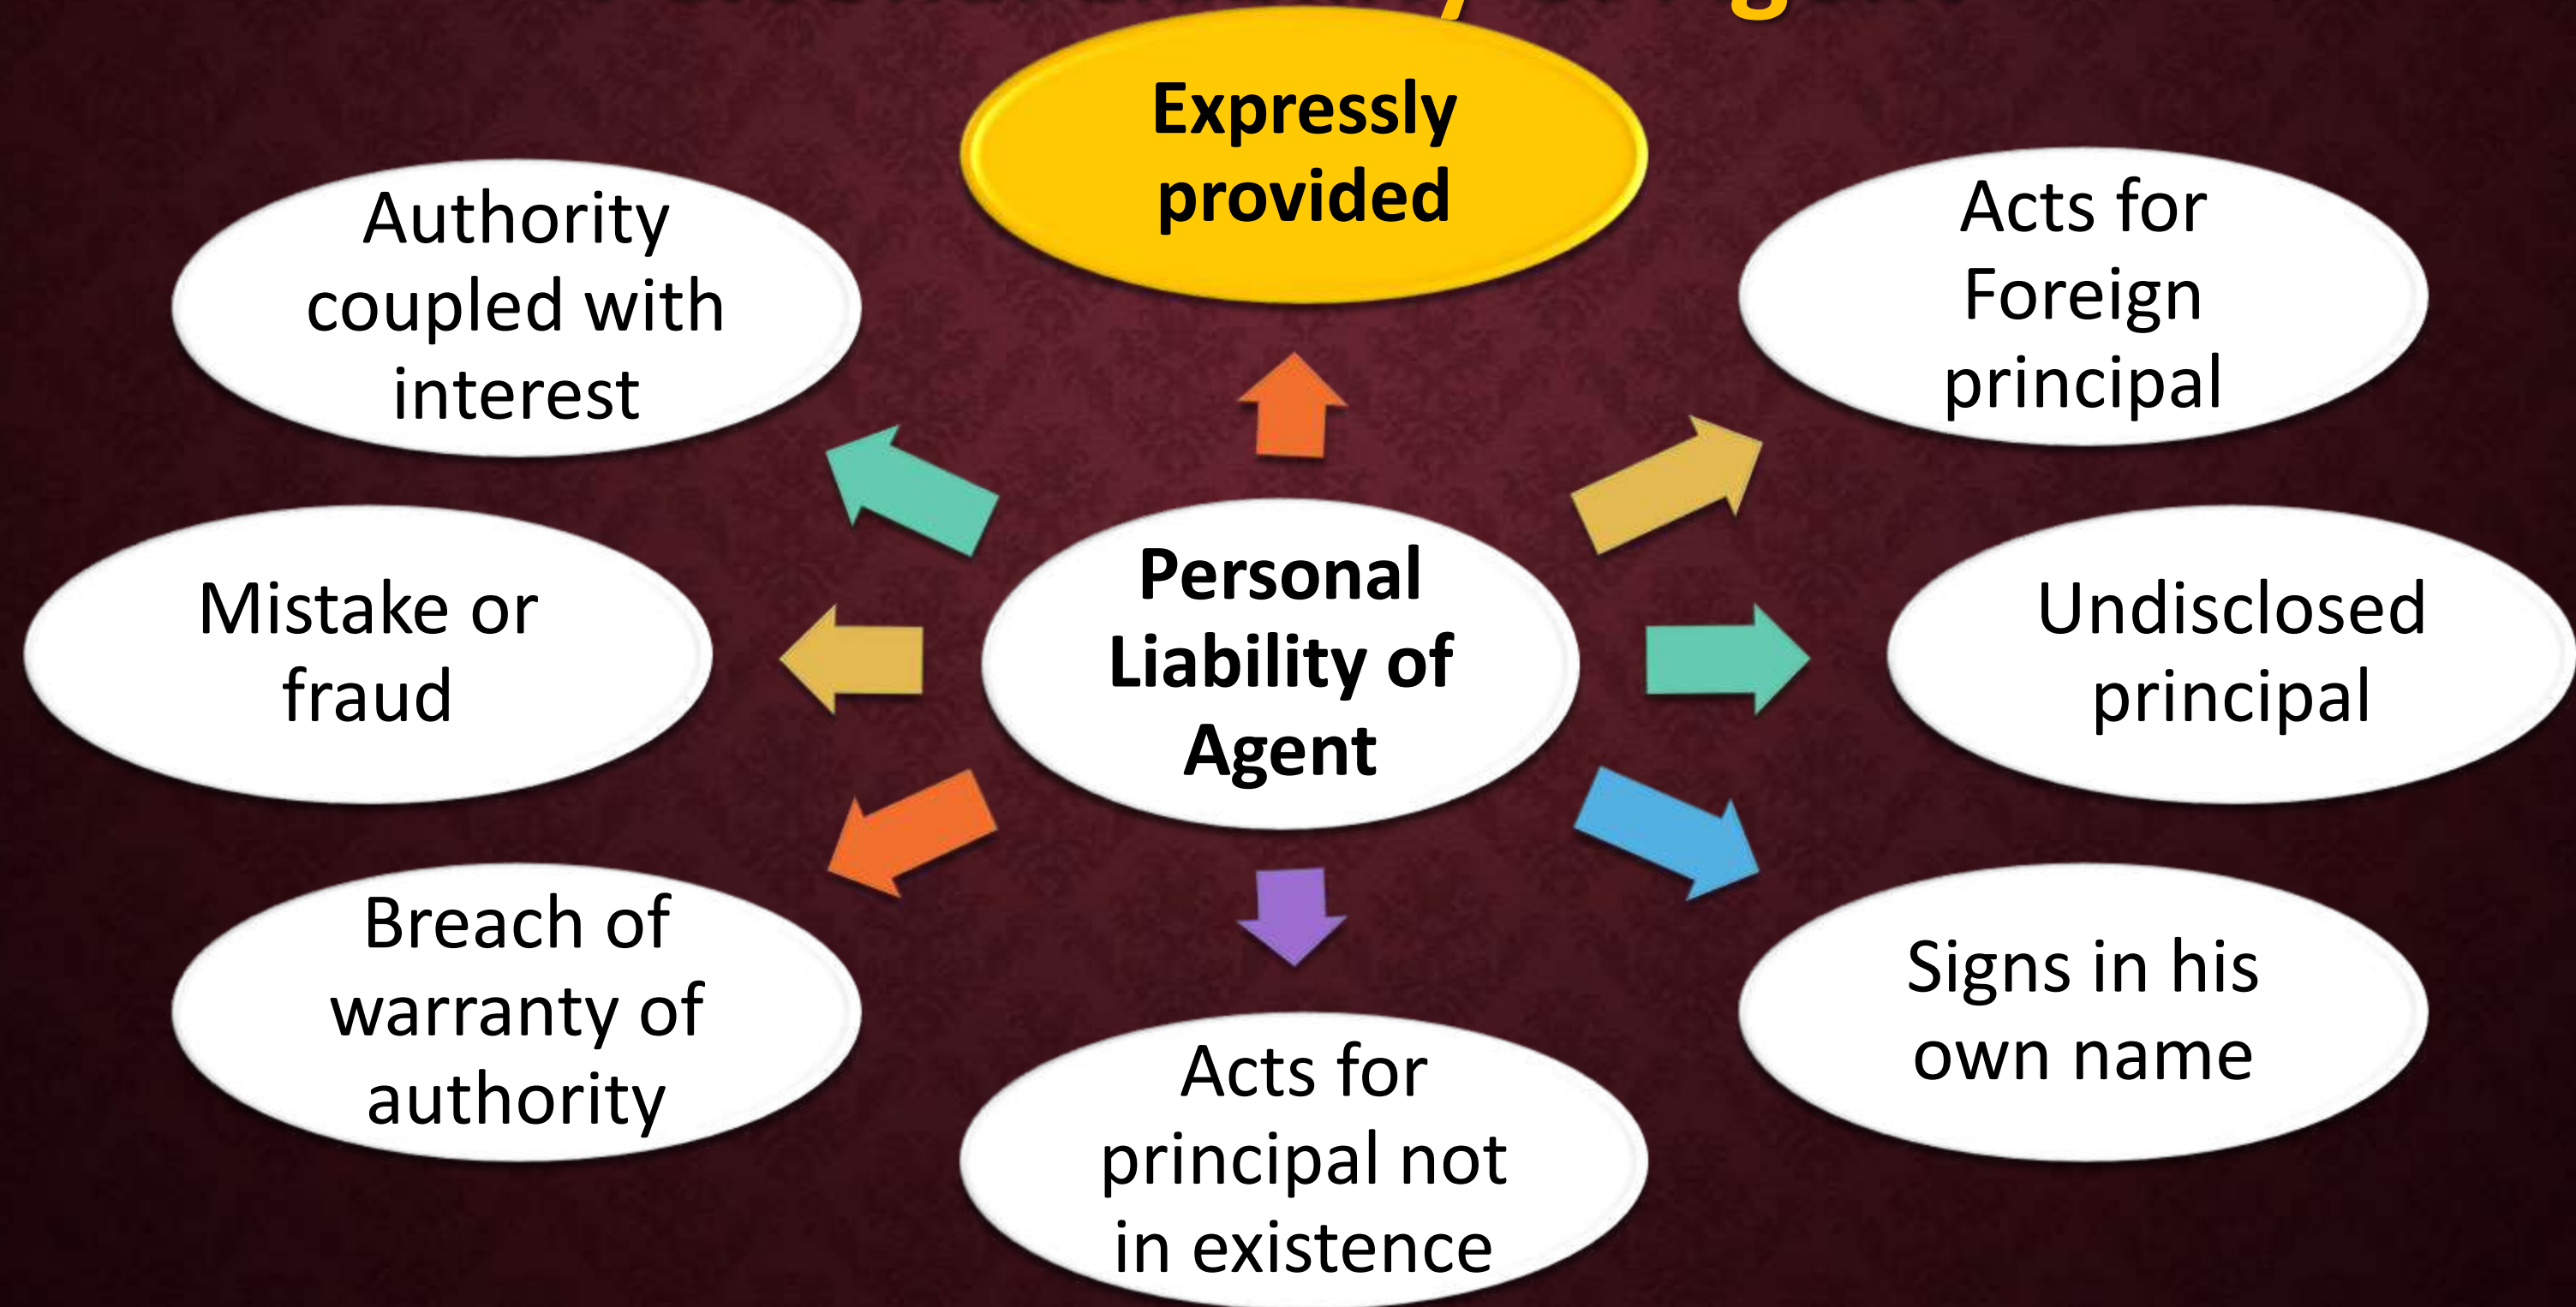 Expressly
provided
Acts for
Foreign
principal
Undisclosed
principal
Signs in his
own name
Acts for
principal not
in existence
Breach of
warranty of
authority
Mistake or
fraud
Authority
coupled with
interest
Personal
Liability of
Agent